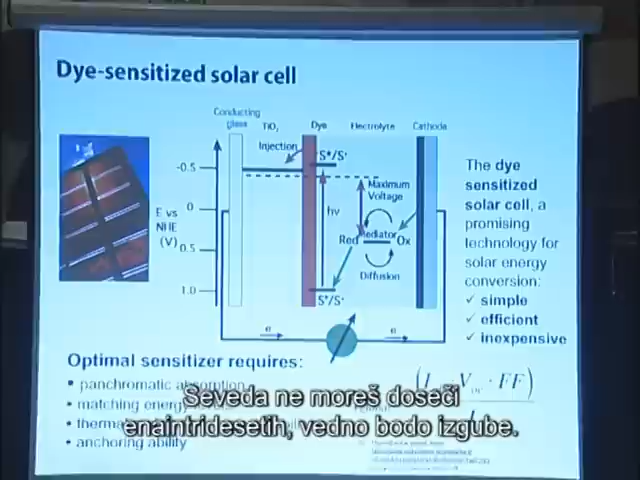 Dye-sensitized solar cell
Conducting
glass
TiO₂
Dye
Electrolyte
Cathode
Injection
S*/S⁺
-0.5
Maximum
Voltage
0
E vs
NHE
(V)
hν
Red
Mediator
Ox
0.5
Diffusion
1.0
S°/S⁺
e
e
The dye
sensitized
solar cell, a
promising
technology for
solar energy
conversion:
✓ simple
✓ efficient
✓ inexpensive
Optimal sensitizer requires:
• panchromatic absorption
• matching energy
• anchoring ability
FF)
Seveda ne moreš doseči
enaintridesetih, vedno bodo izgube.